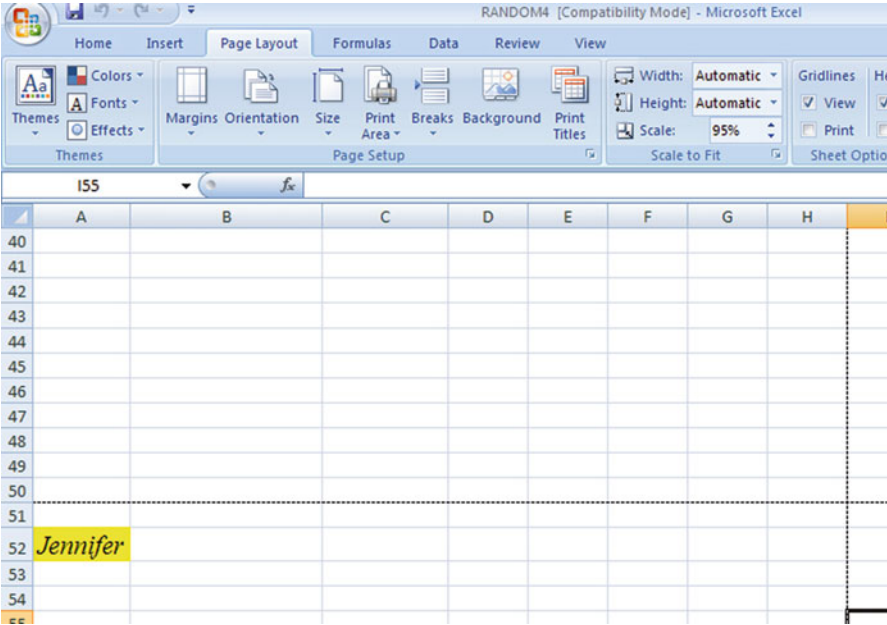 RANDOM4 [Compatibility Mode] - Microsoft Excel
Home Insert Page Layout Formulas Data Review View
Themes
Colors
Fonts
Effects
Themes
Margins Orientation Size Print Area Breaks Background Print Titles
Page Setup
Width: Automatic
Height: Automatic
Scale: 95%
Scale to Fit
Gridlines
View
Print
Sheet Optio
I55 fx
A B C D E F G H
40
41
42
43
44
45
46
47
48
49
50
51
52 Jennifer
53
54
55